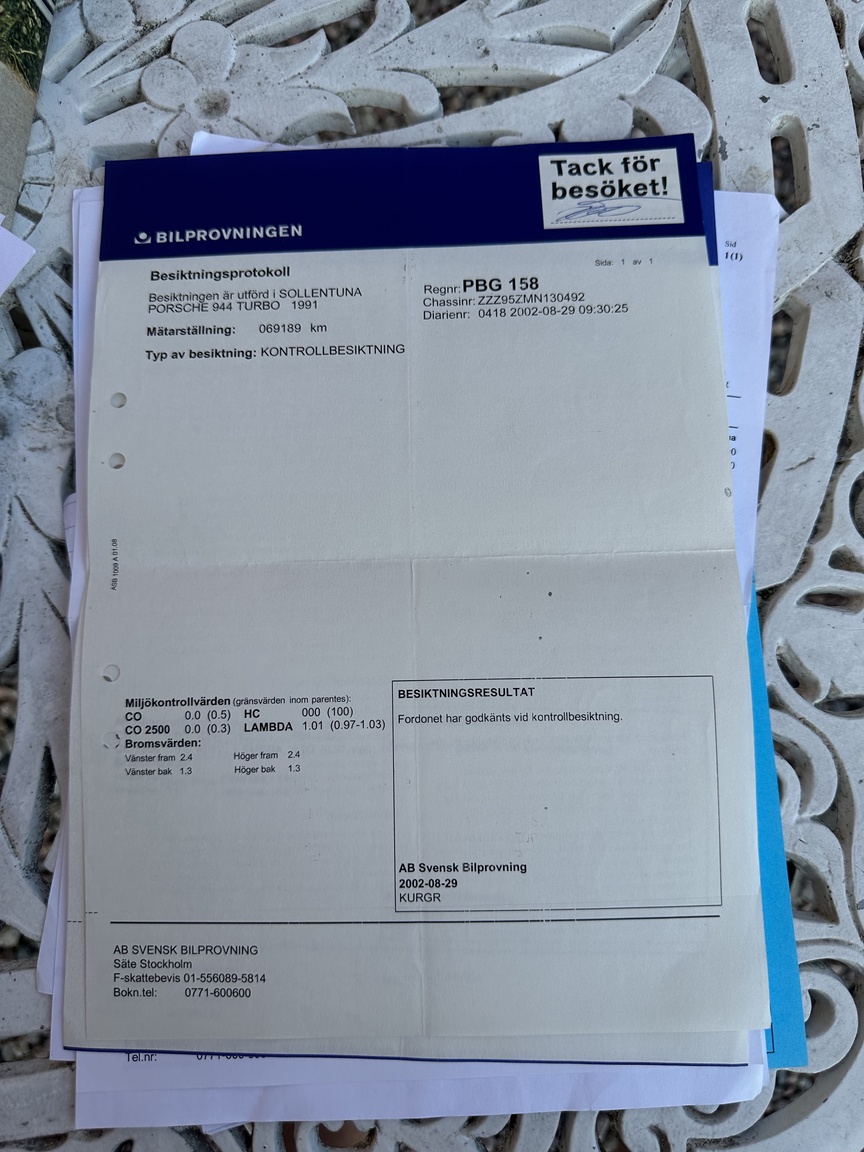 Tack för
besöket!
BILPROVNINGEN
Besiktningsprotokoll
Sida: 1 av 1
Besiktningen är utförd i SOLLENTUNA
PORSCHE 944 TURBO 1991
Regnr: PBG 158
Chassinr: ZZZ95ZMN130492
Diarienr: 0418 2002-08-29 09:30:25
Mätarställning: 069189 km
Typ av besiktning: KONTROLLBESIKTNING
Sid
1(1)
ASB 1009 A 01.08
Miljökontrollvärden (gränsvärden inom parentes):
CO 0.0 (0.5) HC 000 (100)
CO 2500 0.0 (0.3) LAMBDA 1.01 (0.97-1.03)
Bromsvärden:
Vänster fram 2.4 Höger fram 2.4
Vänster bak 1.3 Höger bak 1.3
BESIKTNINGSRESULTAT
Fordonet har godkänts vid kontrollbesiktning.
AB Svensk Bilprovning
2002-08-29
KURGR
AB SVENSK BILPROVNING
Säte Stockholm
F-skattebevis 01-556089-5814
Bokn.tel: 0771-600600
Tel.nr: